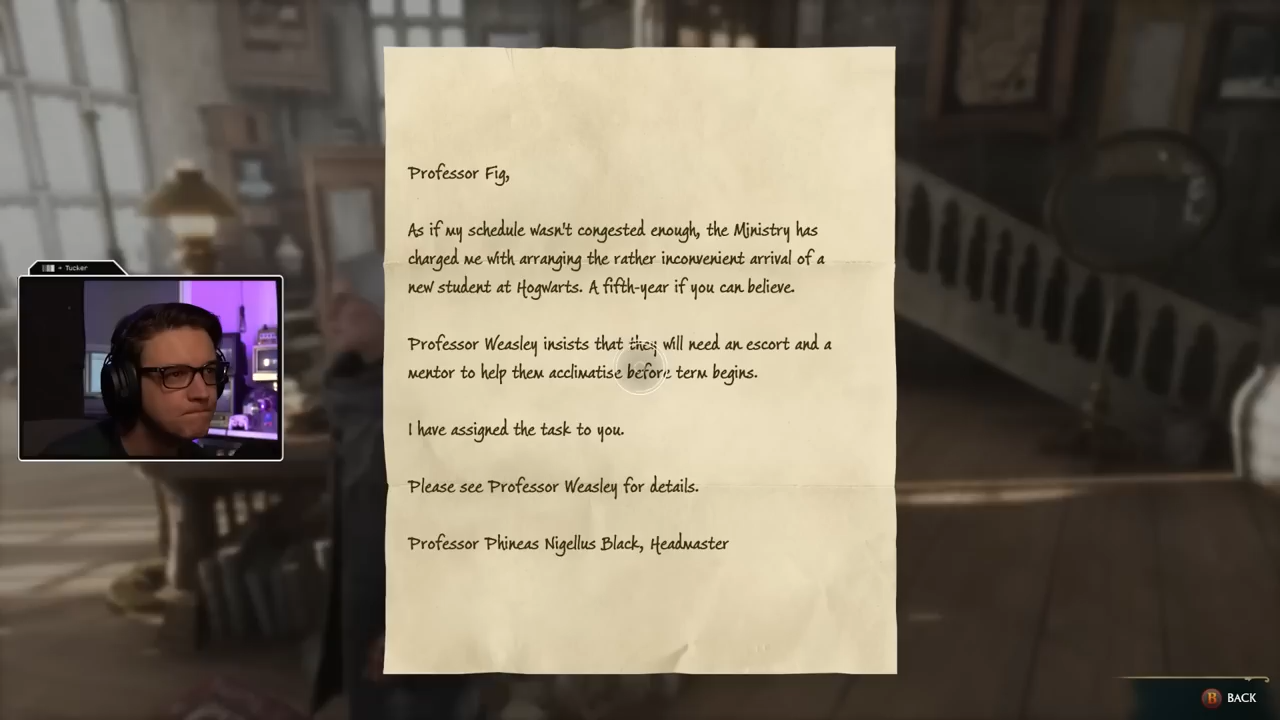 Professor Fig,
As if my schedule wasn't congested enough, the Ministry has
charged me with arranging the rather inconvenient arrival of a
new student at Hogwarts. A fifth-year if you can believe.
Professor Weasley insists that they will need an escort and a
mentor to help them acclimatise before term begins.
I have assigned the task to you.
Please see Professor Weasley for details.
Professor Phineas Nigellus Black, Headmaster
Tucker
B BACK